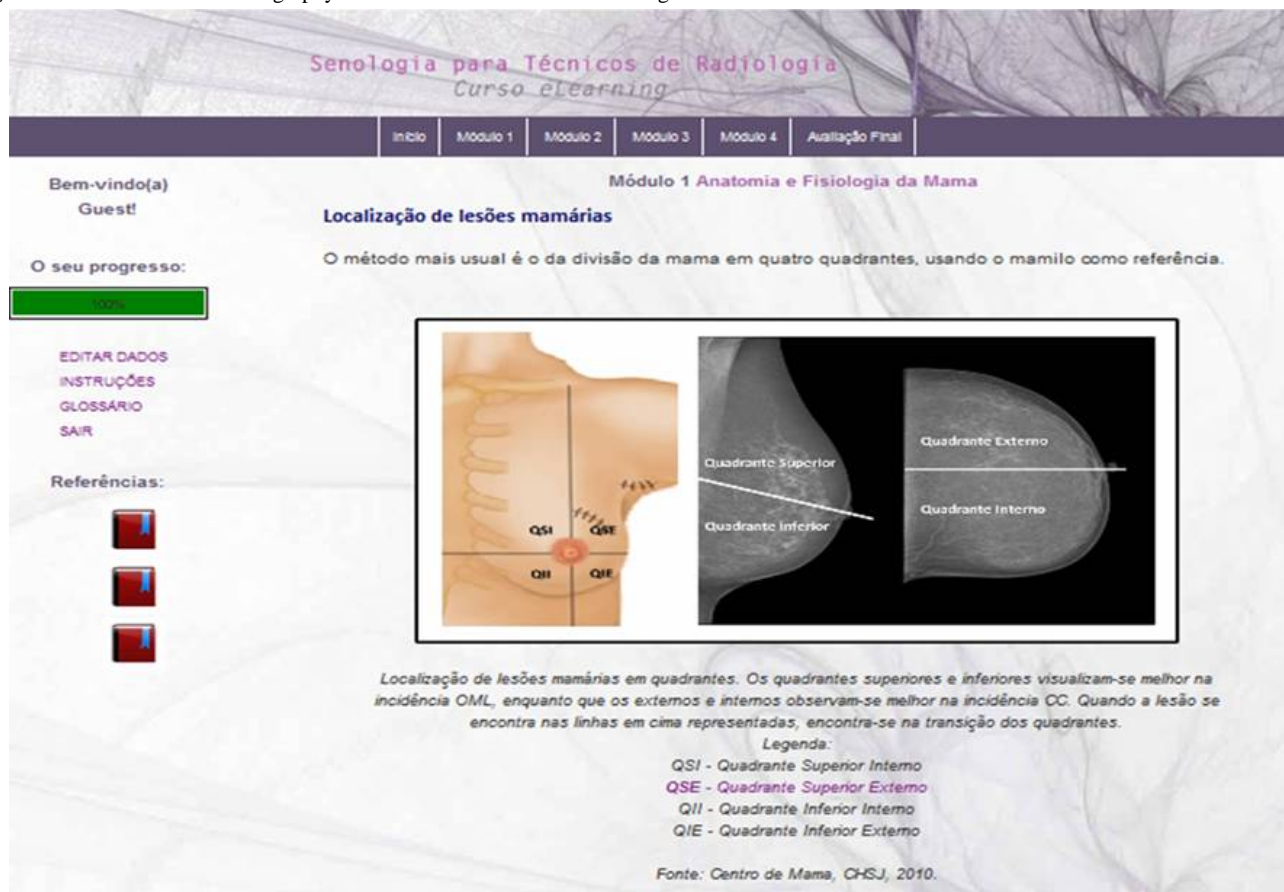 Senologia para Técnicos de Radiologia
Curso eLearning
Início Módulo 1 Módulo 2 Módulo 3 Módulo 4 Avaliação Final
Bem-vindo(a)
Guest!
O seu progresso:
100%
EDITAR DADOS
INSTRUÇÕES
GLOSSÁRIO
SAIR
Referências:
Módulo 1 Anatomia e Fisiologia da Mama
Localização de lesões mamárias
O método mais usual é o da divisão da mama em quatro quadrantes, usando o mamilo como referência.
QSI QSE
QII QIE
Quadrante Superior
Quadrante Inferior
Quadrante Externo
Quadrante Interno
Localização de lesões mamárias em quadrantes. Os quadrantes superiores e inferiores visualizam-se melhor na
incidência OML, enquanto que os externos e internos observam-se melhor na incidência CC. Quando a lesão se
encontra nas linhas em cima representadas, encontra-se na transição dos quadrantes.
Legenda:
QSI - Quadrante Superior Interno
QSE - Quadrante Superior Externo
QII - Quadrante Inferior Interno
QIE - Quadrante Inferior Externo
Fonte: Centro de Mama, CHSJ, 2010.